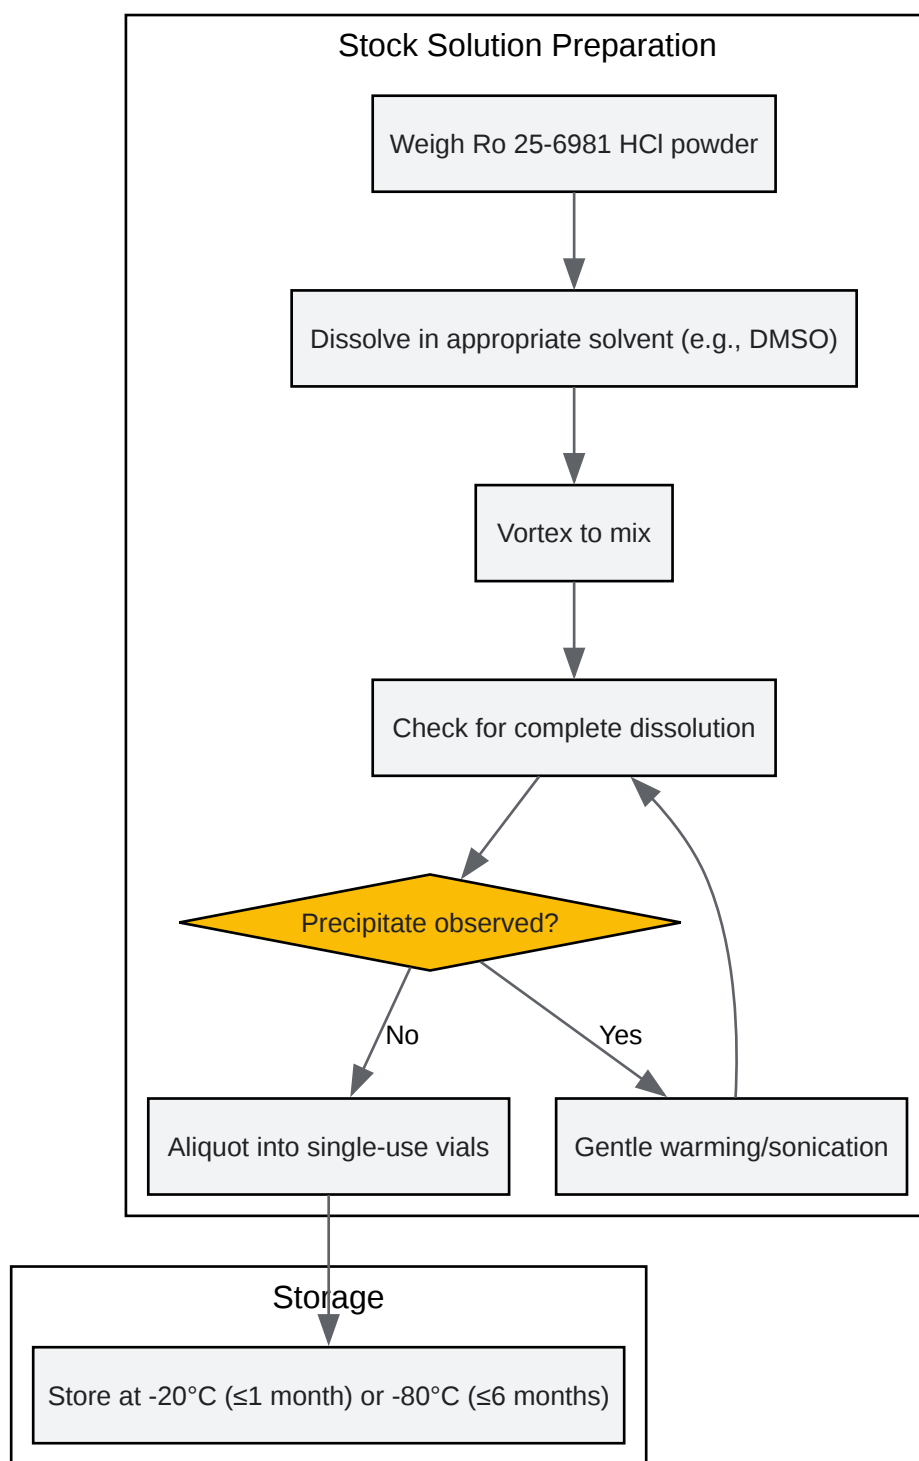 Stock Solution Preparation
Weigh Ro 25-6981 HCl powder
Dissolve in appropriate solvent (e.g., DMSO)
Vortex to mix
Check for complete dissolution
Precipitate observed?
No
Yes
Aliquot into single-use vials
Gentle warming/sonication
Storage
Store at -20°C (≤1 month) or -80°C (≤6 months)